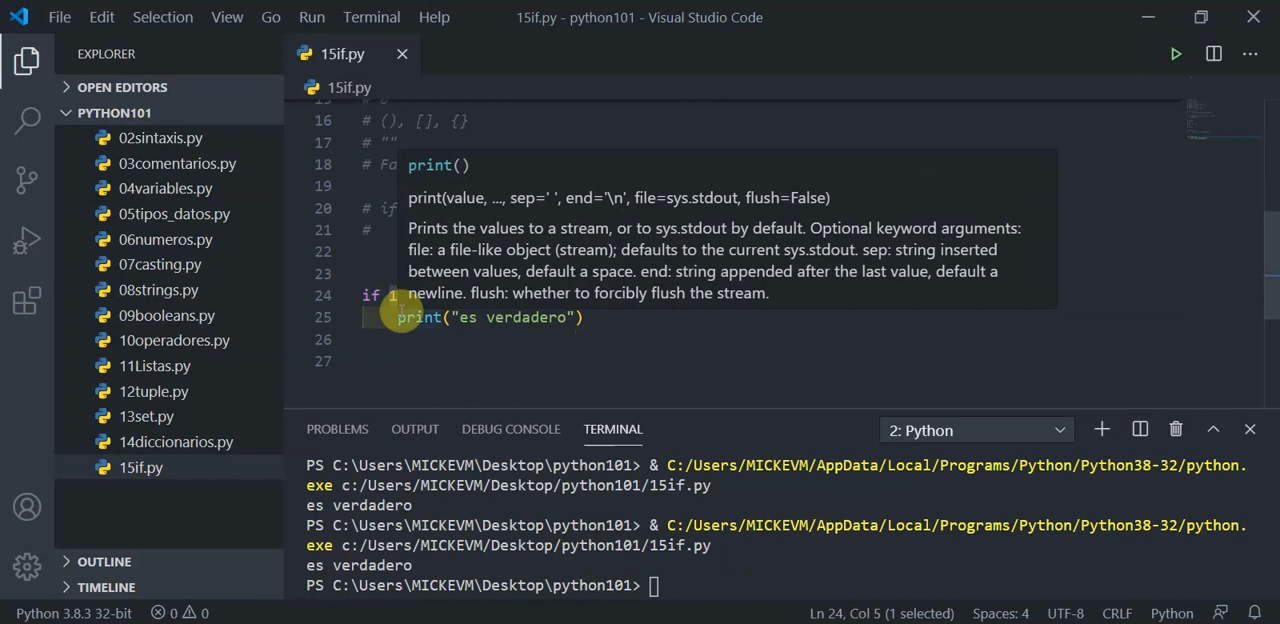 File Edit Selection View Go Run Terminal Help 15if.py - python101 - Visual Studio Code
EXPLORER
OPEN EDITORS
PYTHON101
02sintaxis.py
03comentarios.py
04variables.py
05tipos_datos.py
06numeros.py
07casting.py
08strings.py
09booleans.py
10operadores.py
11Listas.py
12tuple.py
13set.py
14diccionarios.py
15if.py
OUTLINE
TIMELINE
15if.py
15if.py
16 # (), [], {}
17 # ""
18 # Fa
19
20 # if
21 #
22
23
24 if 1
25 print("es verdadero")
26
27
print()
print(value, ..., sep=' ', end='\n', file=sys.stdout, flush=False)
Prints the values to a stream, or to sys.stdout by default. Optional keyword arguments:
file: a file-like object (stream); defaults to the current sys.stdout. sep: string inserted
between values, default a space. end: string appended after the last value, default a
newline. flush: whether to forcibly flush the stream.
PROBLEMS OUTPUT DEBUG CONSOLE TERMINAL 2: Python
PS C:\Users\MICKEVM\Desktop\python101> & C:/Users/MICKEVM/AppData/Local/Programs/Python/Python38-32/python.
exe c:/Users/MICKEVM/Desktop/python101/15if.py
es verdadero
PS C:\Users\MICKEVM\Desktop\python101> & C:/Users/MICKEVM/AppData/Local/Programs/Python/Python38-32/python.
exe c:/Users/MICKEVM/Desktop/python101/15if.py
es verdadero
PS C:\Users\MICKEVM\Desktop\python101>
Python 3.8.3 32-bit 0 0 Ln 24, Col 5 (1 selected) Spaces: 4 UTF-8 CRLF Python